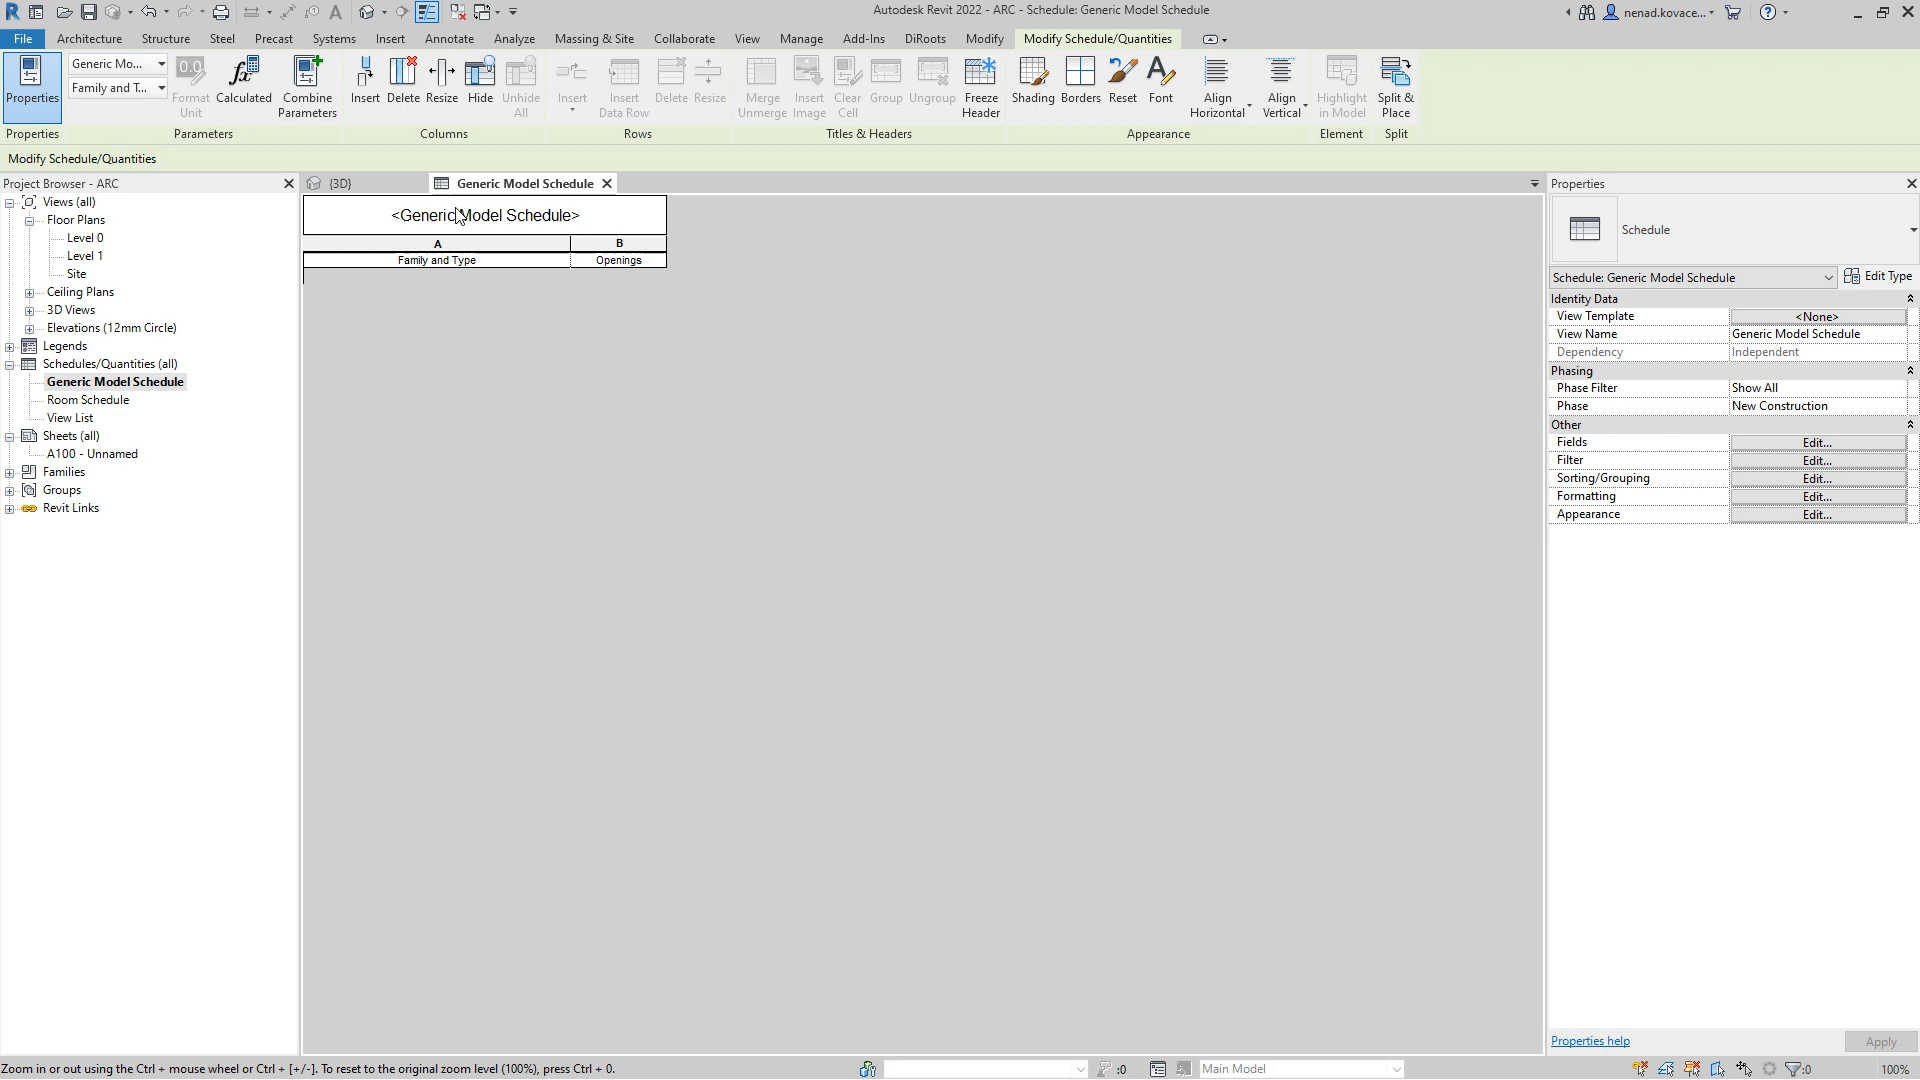 Autodesk Revit 2022 - ARC - Schedule: Generic Model Schedule
nenad.kovace...
File Architecture Structure Steel Precast Systems Insert Annotate Analyze Massing & Site Collaborate View Manage Add-Ins DiRoots Modify Modify Schedule/Quantities
Properties
Generic Mo...
Family and T...
Format Unit
Calculated
Combine Parameters
Insert
Delete
Resize
Hide
Unhide All
Insert
Insert Data Row
Delete
Resize
Merge Unmerge
Insert Image
Clear Cell
Group
Ungroup
Freeze Header
Shading
Borders
Reset
Font
Align Horizontal
Align Vertical
Highlight in Model
Split & Place
Properties Parameters Columns Rows Titles & Headers Appearance Element Split
Modify Schedule/Quantities
Project Browser - ARC
Views (all)
Floor Plans
Level 0
Level 1
Site
Ceiling Plans
3D Views
Elevations (12mm Circle)
Legends
Schedules/Quantities (all)
Generic Model Schedule
Room Schedule
View List
Sheets (all)
A100 - Unnamed
Families
Groups
Revit Links
{3D}
Generic Model Schedule
<Generic Model Schedule>
A B
Family and Type Openings
Properties
Schedule
Schedule: Generic Model Schedule
Edit Type
Identity Data
View Template <None>
View Name Generic Model Schedule
Dependency Independent
Phasing
Phase Filter Show All
Phase New Construction
Other
Fields Edit...
Filter Edit...
Sorting/Grouping Edit...
Formatting Edit...
Appearance Edit...
Properties help
Apply
Zoom in or out using the Ctrl + mouse wheel or Ctrl + [+/-]. To reset to the original zoom level (100%), press Ctrl + 0.
:0
Main Model
:0
100%